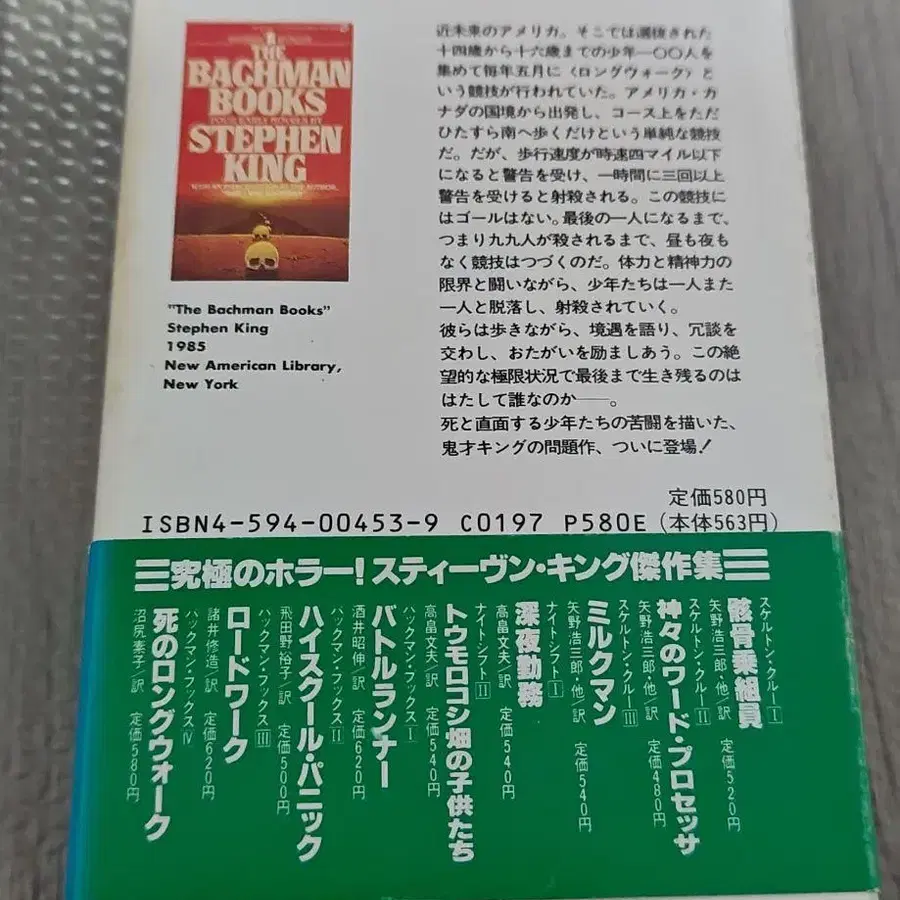 THE
BACHMAN
BOOKS
FOUR EARLY NOVELS BY
STEPHEN
KING
"The Bachman Books"
Stephen King
1985
New American Library,
New York
近未来のアメリカ。そこでは選抜された
十四歳から十六歳までの少年一〇〇人を
集めて毎年五月に〈ロングウォーク〉と
いう競技が行われていた。アメリカ・カ
ナダの国境から出発し、コース上をただ
ひたすら南へ歩くだけという単純な競技
だ。だが、歩行速度が時速四マイル以下
になると警告を受け、一時間に三回以上
警告を受けると射殺される。この競技に
はゴールはない。最後の一人になるまで、
つまり九九人が殺されるまで、昼も夜も
なく競技はつづくのだ。体力と精神力の
限界と闘いながら、少年たちは一人また
一人と脱落し、射殺されていく。
彼らは歩きながら、境遇を語り、冗談を
交わし、おたがいを励ましあう。この絶
望的な極限状況で最後まで生き残るのは
はたして誰なのか――。
死と直面する少年たちの苦闘を描いた、
鬼才キングの問題作、ついに登場!
定価580円
ISBN4-594-00453-9 C0197 P580E (本体563円)
究極のホラー!スティーヴン・キング傑作集
スケルトン・クルーⅠ
骸骨乗組員
矢野浩三郎・他/訳 定価520円
スケルトン・クルーⅡ
神々のワード・プロセッサ
矢野浩三郎・他/訳 定価480円
スケルトン・クルーⅢ
ミルクマン
矢野浩三郎・他/訳 定価540円
ナイトシフトⅠ
深夜勤務
高畠文夫/訳 定価540円
ナイトシフトⅡ
トウモロコシ畑の子供たち
高畠文夫/訳 定価540円
バックマン・ブックスⅠ
バトルランナー
酒井昭伸/訳 定価620円
バックマン・ブックスⅡ
ハイスクール・パニック
飛田野裕子/訳 定価500円
バックマン・ブックスⅢ
ロードワーク
諸井修造/訳 定価620円
バックマン・ブックスⅣ
死のロングウォーク
沼尻素子/訳 定価580円